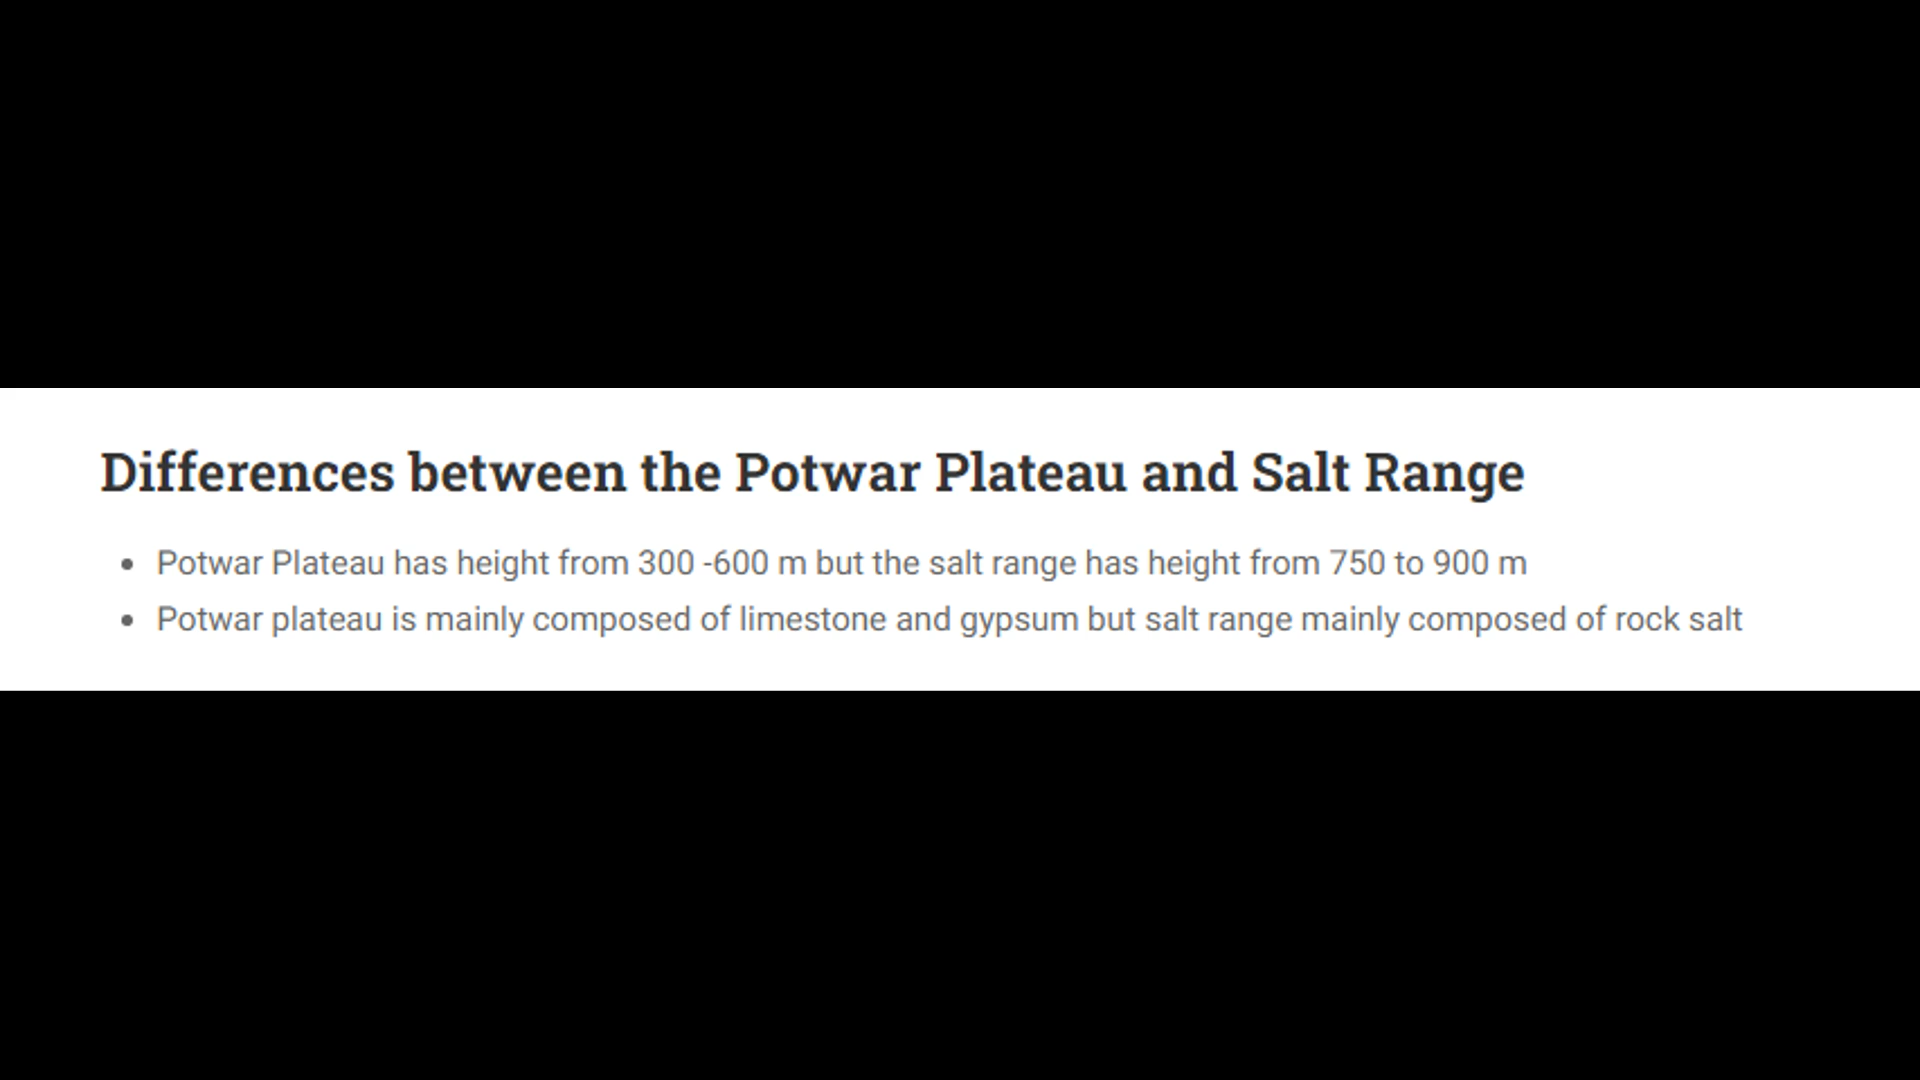 Differences between the Potwar Plateau and Salt Range
• Potwar Plateau has height from 300 -600 m but the salt range has height from 750 to 900 m
• Potwar plateau is mainly composed of limestone and gypsum but salt range mainly composed of rock salt